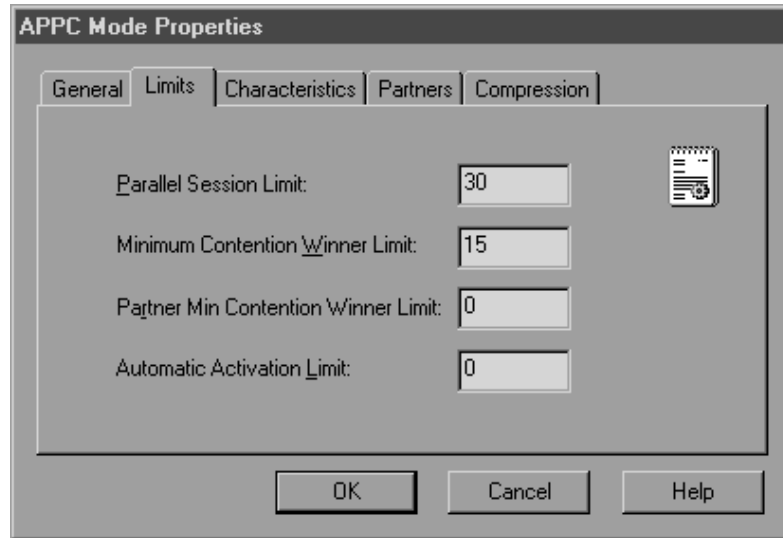 APPC Mode Properties
General Limits Characteristics Partners Compression
Parallel Session Limit: 30
Minimum Contention Winner Limit: 15
Partner Min Contention Winner Limit: 0
Automatic Activation Limit: 0
OK Cancel Help